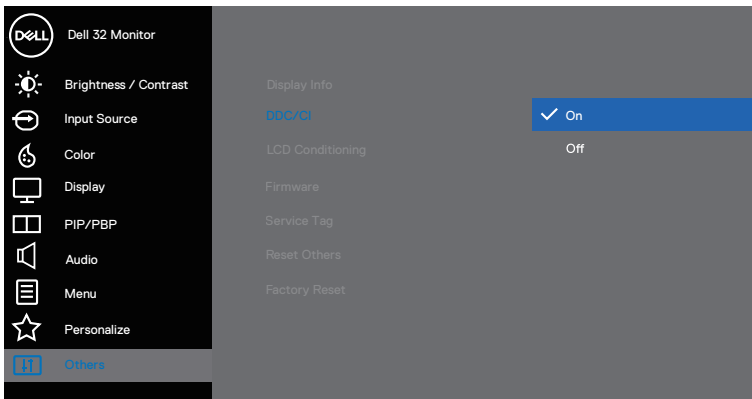 DELL
Dell 32 Monitor
Brightness / Contrast
Input Source
Color
Display
PIP/PBP
Audio
Menu
Personalize
Others
Display Info
DDC/CI
LCD Conditioning
Firmware
Service Tag
Reset Others
Factory Reset
On
Off